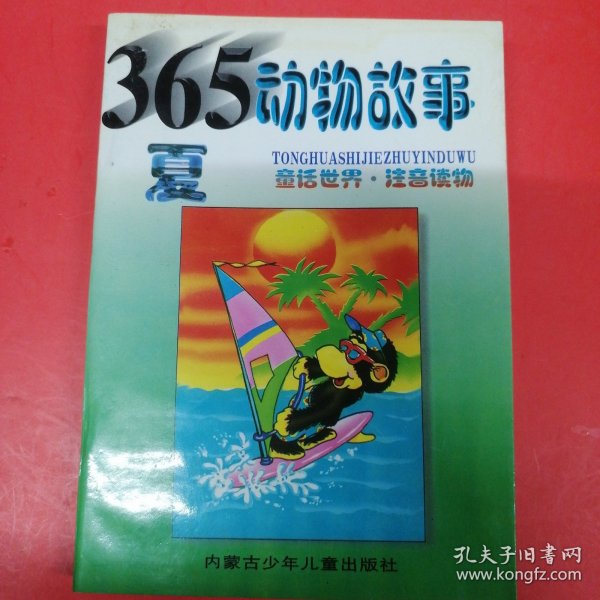 365动物故事
夏
TONGHUASHIJIEZHUYINDUWU
童话世界·注音读物
内蒙古少年儿童出版社
孔夫子旧书网
www.kongfz.com